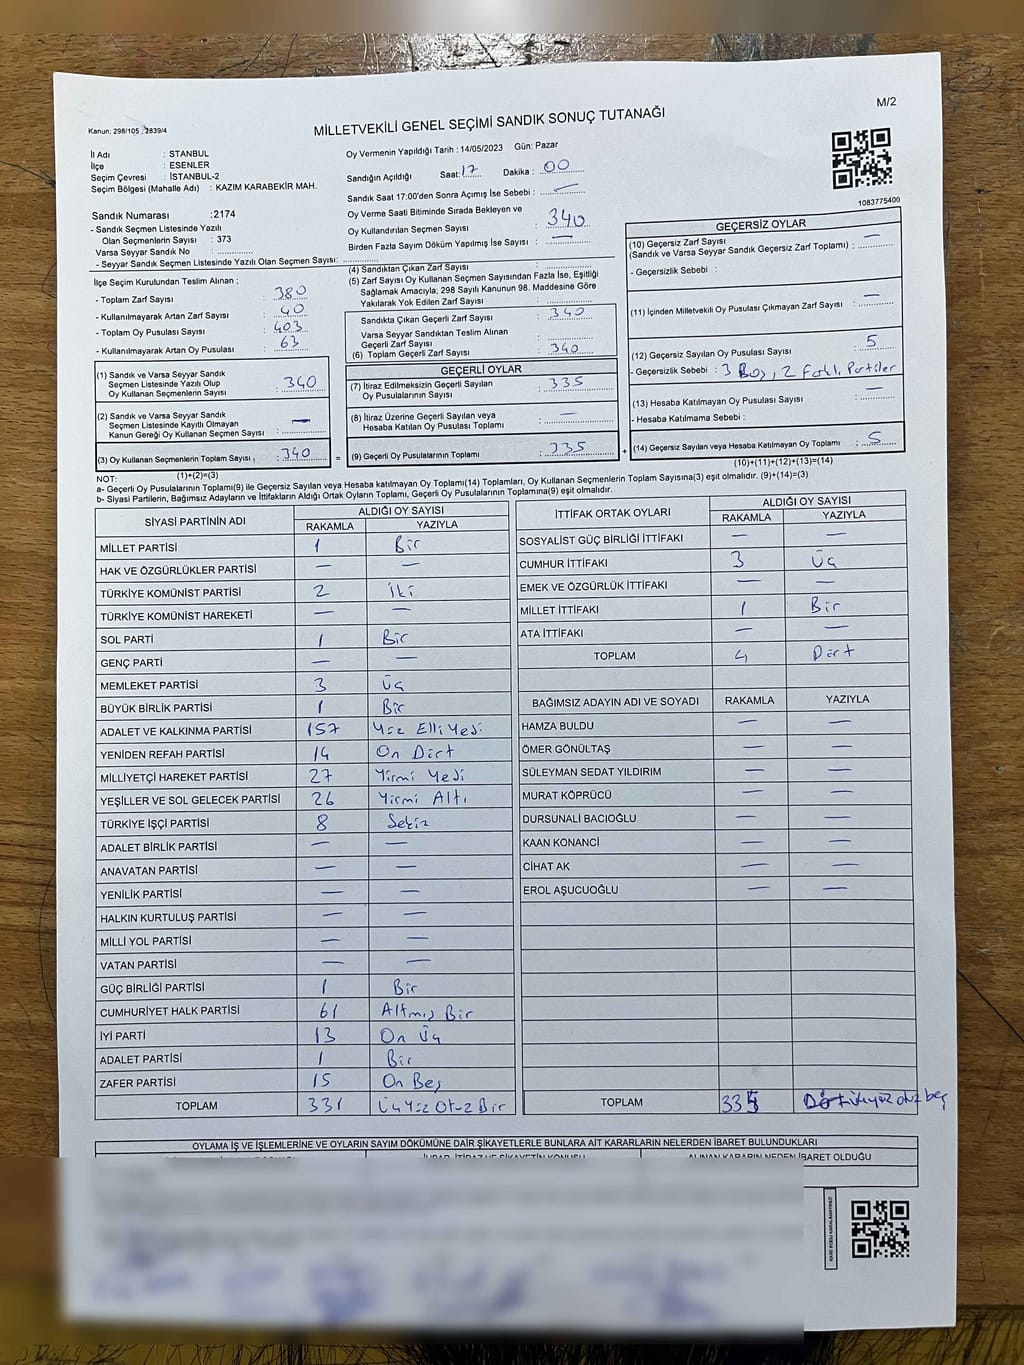 M/2
Kanun: 298/105 , 2839/4
MİLLETVEKİLİ GENEL SEÇİMİ SANDIK SONUÇ TUTANAĞI
İl Adı : STANBUL
İlçe : ESENLER
Seçim Çevresi : İSTANBUL-2
Seçim Bölgesi (Mahalle Adı) : KAZIM KARABEKİR MAH.
Sandık Numarası :2174
- Sandık Seçmen Listesinde Yazılı
Olan Seçmenlerin Sayısı : 373
Varsa Seyyar Sandık No :
- Seyyar Sandık Seçmen Listesinde Yazılı Olan Seçmen Sayısı:
Oy Vermenin Yapıldığı Tarih : 14/05/2023 Gün: Pazar
Sandığın Açıldığı Saat: 17 Dakika : 00
Sandık Saat 17:00'den Sonra Açımış İse Sebebi : —
Oy Verme Saati Bitiminde Sırada Bekleyen ve
Oy Kullandırılan Seçmen Sayısı : 340
Birden Fazla Sayım Döküm Yapılmış İse Sayısı : —
1083775400
İlçe Seçim Kurulundan Teslim Alınan ;
- Toplam Zarf Sayısı : 380
- Kullanılmayarak Artan Zarf Sayısı : 40
- Toplam Oy Pusulası Sayısı : 403
- Kullanılmayarak Artan Oy Pusulası : 63
(1) Sandık ve Varsa Seyyar Sandık
Seçmen Listesinde Yazılı Olup
Oy Kullanan Seçmenlerin Sayısı : 340
(2) Sandık ve Varsa Seyyar Sandık
Seçmen Listesinde Kayıtlı Olmayan
Kanun Gereği Oy Kullanan Seçmen Sayısı : —
(3) Oy Kullanan Seçmenlerin Toplam Sayısı : 340
(1)+(2)=(3)
(4) Sandıktan Çıkan Zarf Sayısı :
(5) Zarf Sayısı Oy Kullanan Seçmen Sayısından Fazla İse, Eşitliği
Sağlamak Amacıyla; 298 Sayılı Kanunun 98. Maddesine Göre
Yakılarak Yok Edilen Zarf Sayısı :
Sandıkta Çıkan Geçerli Zarf Sayısı : 340
Varsa Seyyar Sandıktan Teslim Alınan
Geçerli Zarf Sayısı :
(6) Toplam Geçerli Zarf Sayısı : 340
GEÇERLİ OYLAR
(7) İtiraz Edilmeksizin Geçerli Sayılan
Oy Pusulası Sayısı : 335
(8) İtiraz Üzerine Geçerli Sayılan veya
Hesaba Katılan Oy Pusulası Toplamı : —
= (9) Geçerli Oy Pusulalarının Toplamı : 335 +
GEÇERSİZ OYLAR
(10) Geçersiz Zarf Sayısı
(Sandık ve Varsa Seyyar Sandık Geçersiz Zarf Toplamı) : —
- Geçersizlik Sebebi :
(11) İçinden Milletvekili Oy Pusulası Çıkmayan Zarf Sayısı : —
(12) Geçersiz Sayılan Oy Pusulası Sayısı : 5
- Geçersizlik Sebebi : 3 Boş, 2 Farklı Partiler
(13) Hesaba Katılmayan Oy Pusulası Sayısı : —
- Hesaba Katılmama Sebebi :
(14) Geçersiz Sayılan veya Hesaba Katılmayan Oy Toplamı : 5
(10)+(11)+(12)+(13)=(14)
NOT:
a- Geçerli Oy Pusulalarının Toplamı(9) ile Geçersiz Sayılan veya Hesaba Katılmayan Oy Toplamı(14) Toplamları, Oy Kullanan Seçmenlerin Toplam Sayısına(3) eşit olmalıdır. (9)+(14)=(3)
b- Siyasi Partilerin, Bağımsız Adayların ve İttifakların Aldığı Ortak Oyların Toplamı, Geçerli Oy Pusulalarının Toplamına(9) eşit olmalıdır.
SİYASİ PARTİNİN ADI ALDIĞI OY SAYISI
RAKAMLA YAZIYLA
MİLLET PARTİSİ 1 Bir
HAK VE ÖZGÜRLÜKLER PARTİSİ — —
TÜRKİYE KOMÜNİST PARTİSİ 2 İki
TÜRKİYE KOMÜNİST HAREKETİ — —
SOL PARTİ 1 Bir
GENÇ PARTİ — —
MEMLEKET PARTİSİ 3 Üç
BÜYÜK BİRLİK PARTİSİ 1 Bir
ADALET VE KALKINMA PARTİSİ 157 Yüz Elli Yedi
YENİDEN REFAH PARTİSİ 14 On Dört
MİLLİYETÇİ HAREKET PARTİSİ 27 Yirmi Yedi
YEŞİLLER VE SOL GELECEK PARTİSİ 26 Yirmi Altı
TÜRKİYE İŞÇİ PARTİSİ 8 Sekiz
ADALET BİRLİK PARTİSİ — —
ANAVATAN PARTİSİ — —
YENİLİK PARTİSİ — —
HALKIN KURTULUŞ PARTİSİ — —
MİLLİ YOL PARTİSİ — —
VATAN PARTİSİ — —
GÜÇ BİRLİĞİ PARTİSİ 1 Bir
CUMHURİYET HALK PARTİSİ 61 Altmış Bir
İYİ PARTİ 13 On Üç
ADALET PARTİSİ 1 Bir
ZAFER PARTİSİ 15 On Beş
TOPLAM 331 Üç Yüz Otuz Bir
İTTİFAK ORTAK OYLARI ALDIĞI OY SAYISI
RAKAMLA YAZIYLA
SOSYALİST GÜÇ BİRLİĞİ İTTİFAKI — —
CUMHUR İTTİFAKI 3 Üç
EMEK VE ÖZGÜRLÜK İTTİFAKI — —
MİLLET İTTİFAKI 1 Bir
ATA İTTİFAKI — —
TOPLAM 4 Dört
BAĞIMSIZ ADAYIN ADI VE SOYADI RAKAMLA YAZIYLA
HAMZA BULDU — —
ÖMER GÖNÜLTAŞ — —
SÜLEYMAN SEDAT YILDIRIM — —
MURAT KÖPRÜCÜ — —
DURSUNALİ BACIOĞLU — —
KAAN KONANCİ — —
CİHAT AK — —
EROL AŞUCUOĞLU — —
TOPLAM 335 üçyüz otuz beş
OYLAMA İŞ VE İŞLEMLERİNE VE OYLARIN SAYIM DÖKÜMÜNE DAİR ŞİKAYETLERLE BUNLARA AİT KARARLARIN NELERDEN İBARET BULUNDUKLARI
İHBAR, İTİRAZ VE ŞİKAYETİN KONUSU ALINAN KARARIN NEDEN İBARET OLDUĞU